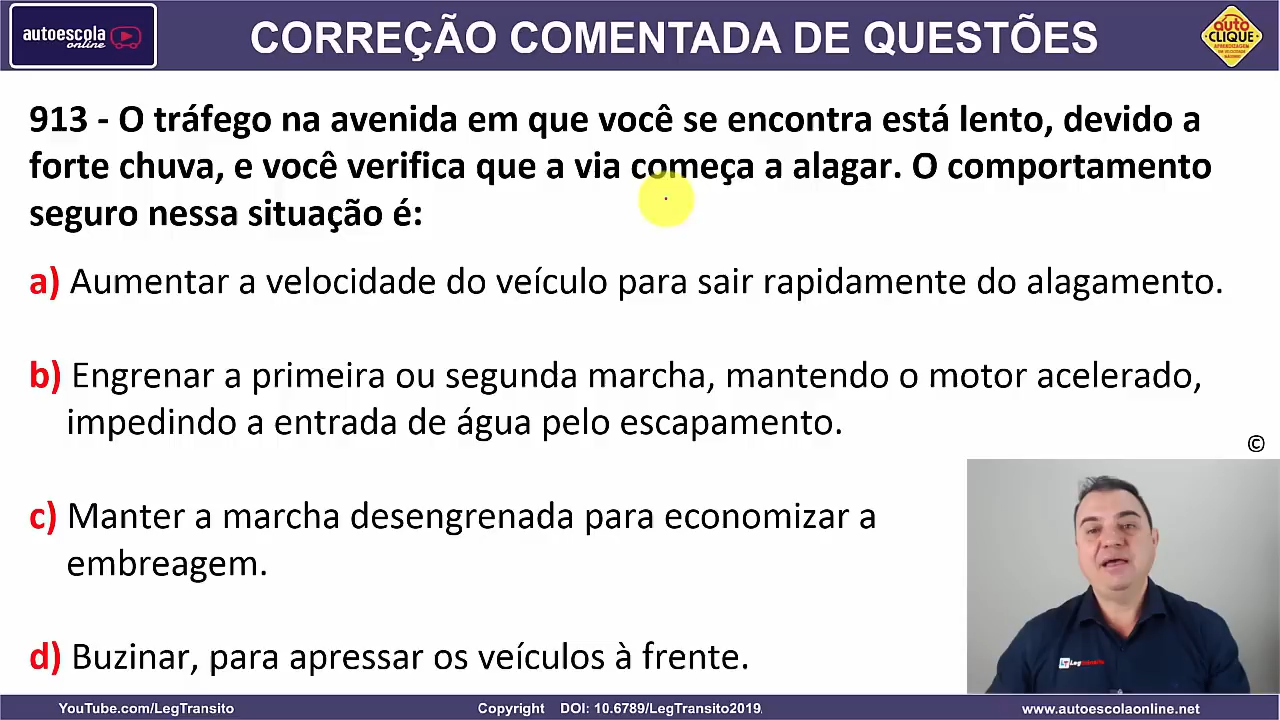 autoescola
online
CORREÇÃO COMENTADA DE QUESTÕES
auto
CLIQUE
913 - O tráfego na avenida em que você se encontra está lento, devido a
forte chuva, e você verifica que a via começa a alagar. O comportamento
seguro nessa situação é:
a) Aumentar a velocidade do veículo para sair rapidamente do alagamento.
b) Engrenar a primeira ou segunda marcha, mantendo o motor acelerado,
impedindo a entrada de água pelo escapamento.
©
c) Manter a marcha desengrenada para economizar a
embreagem.
d) Buzinar, para apressar os veículos à frente.
YouTube.com/LegTransito
Copyright DOI: 10.6789/LegTransito2019
www.autoescolaonline.net